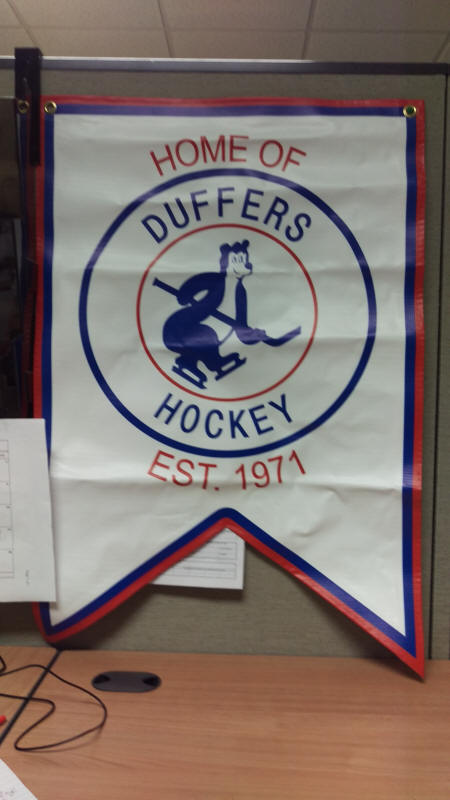 HOME OF
DUFFERS
HOCKEY
EST. 1971